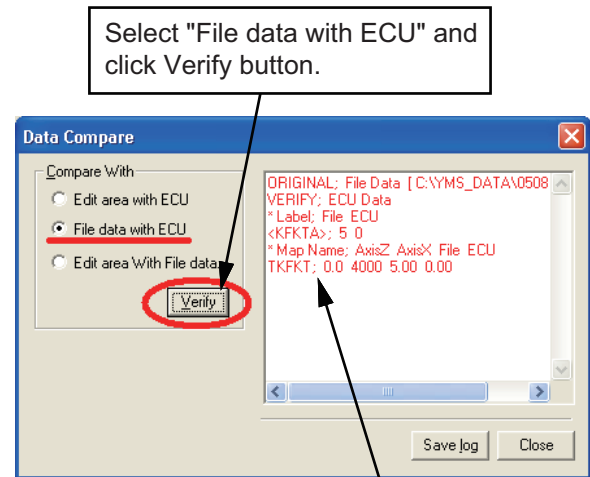 Select "File data with ECU" and
click Verify button.
Data Compare
Compare With
Edit area with ECU
File data with ECU
Edit area With File data
Verify
ORIGINAL; File Data [ C:\YMS_DATA\0508
VERIFY; ECU Data
* Label; File ECU
<KFKTA>; 5 0
* Map Name; AxisZ AxisX File ECU
TKFKT; 0.0 4000 5.00 0.00
Save log
Close